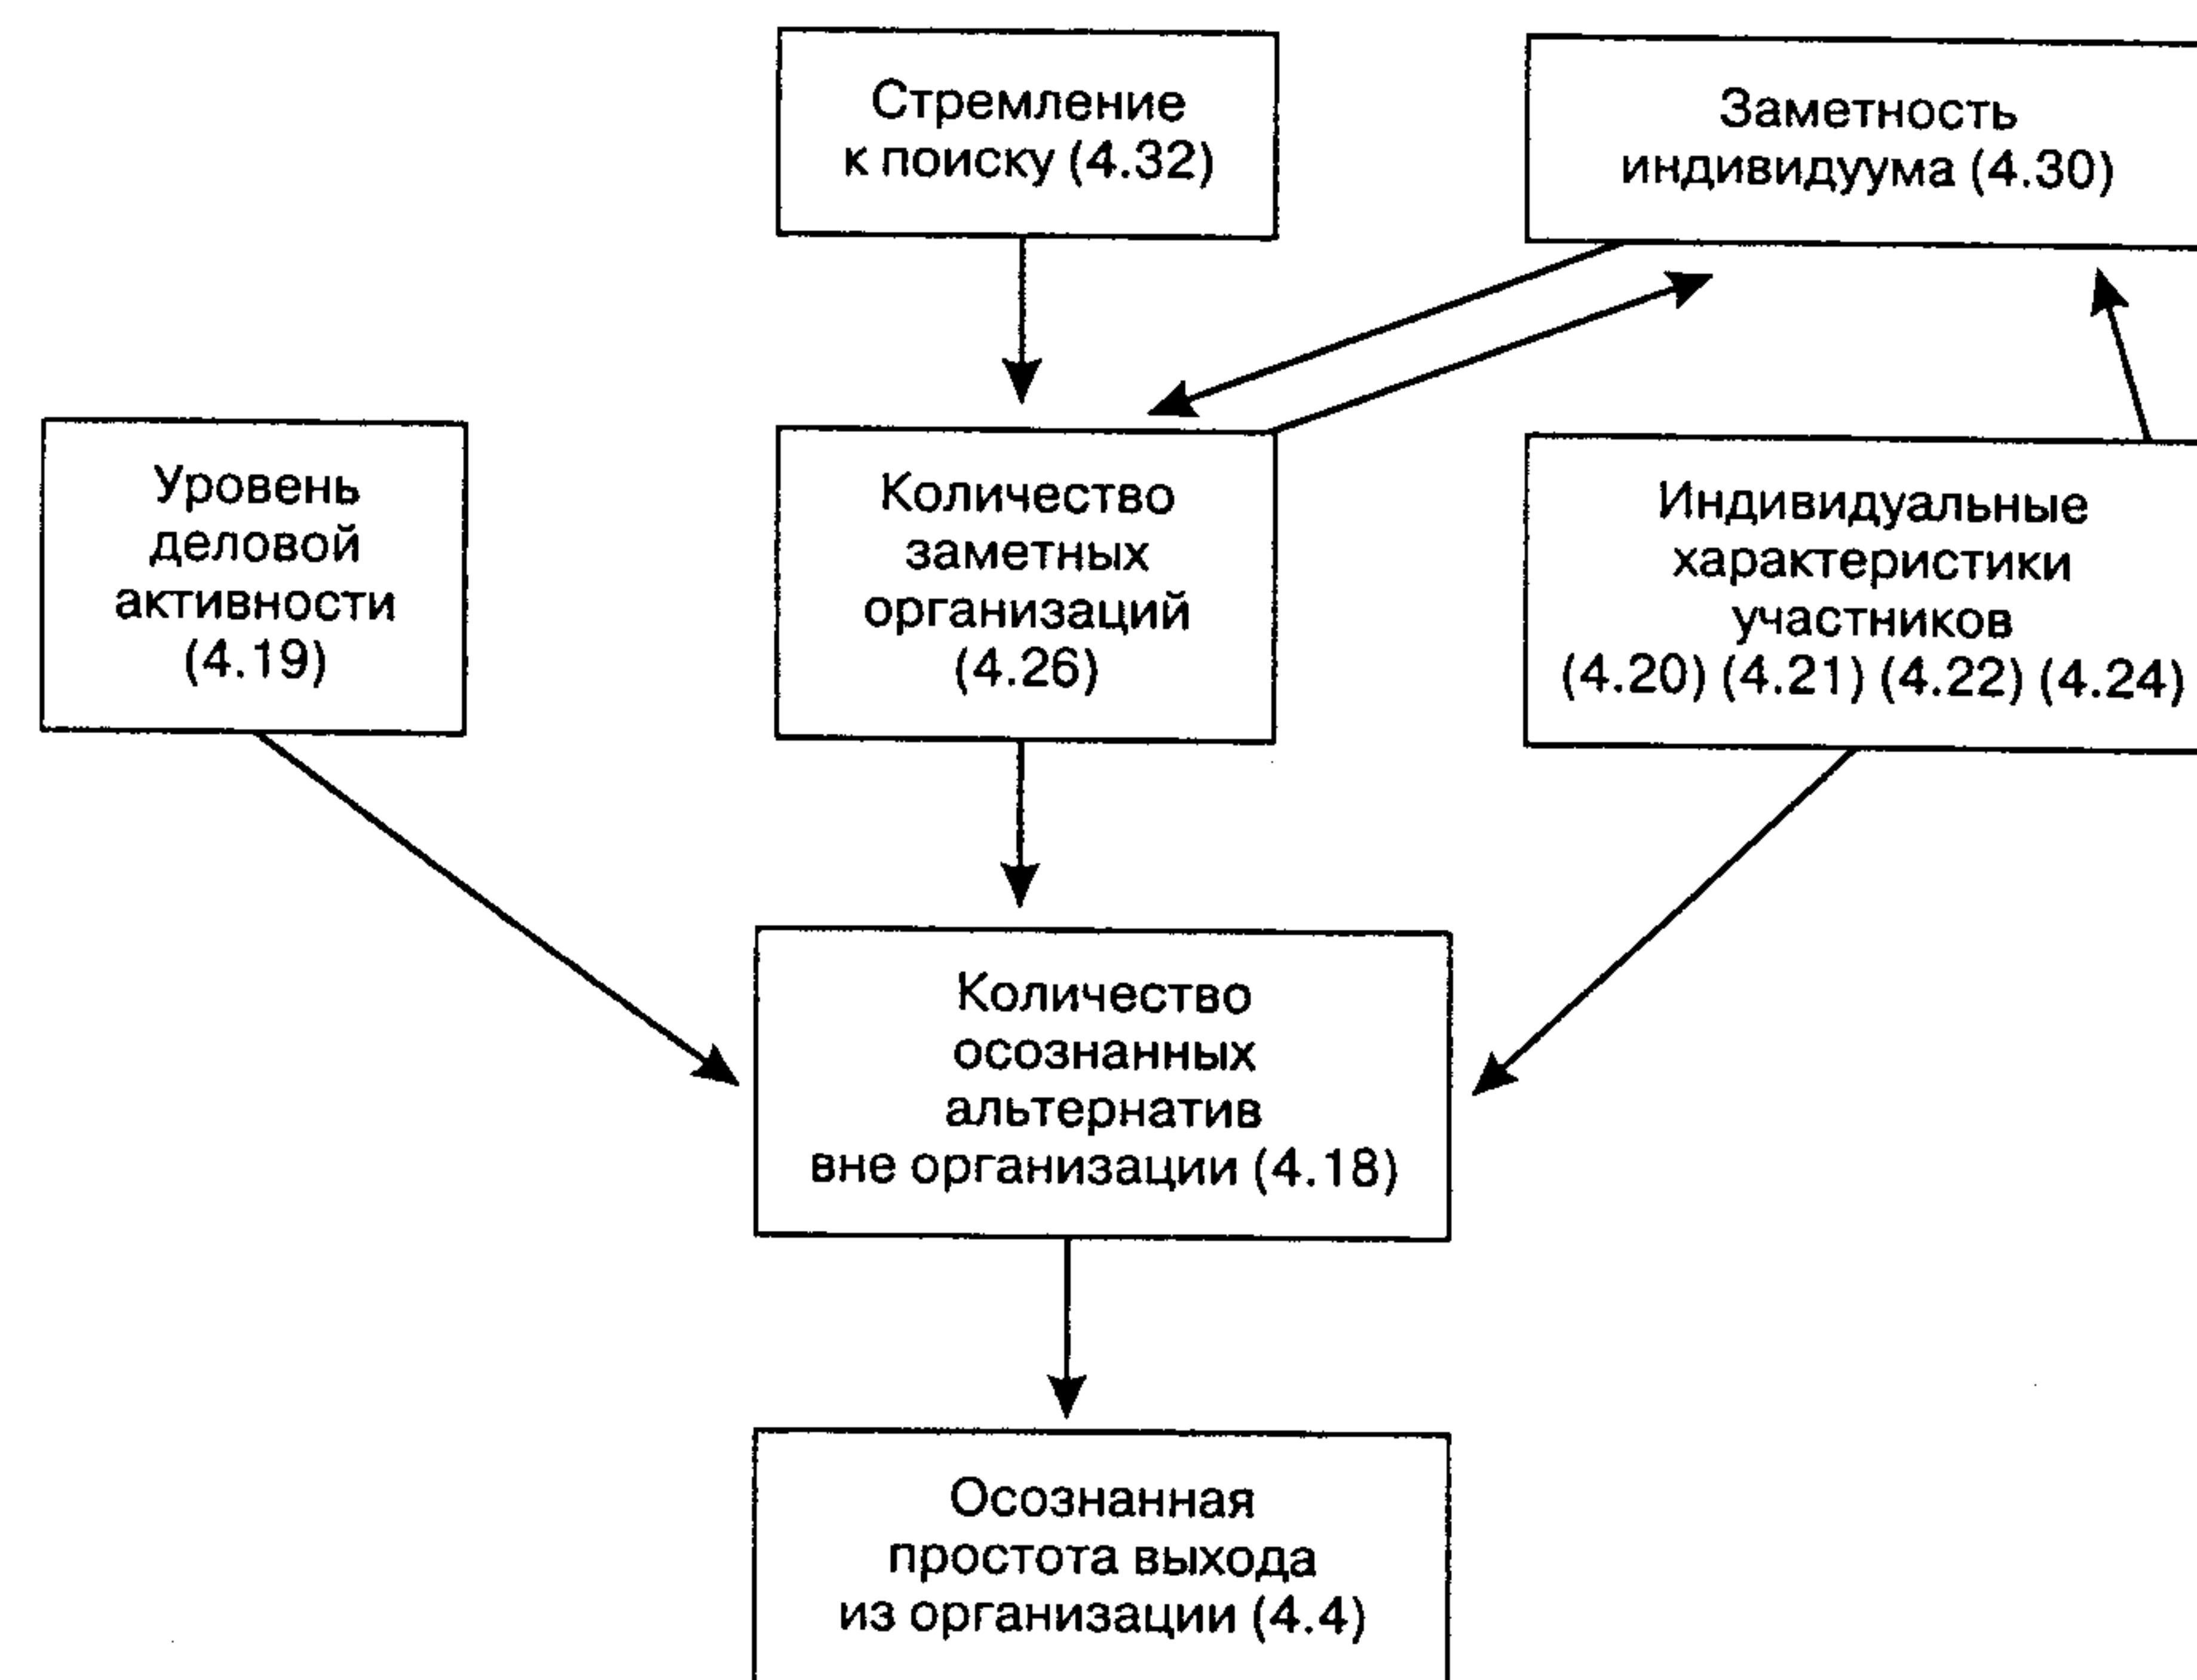 Стремление
к поиску (4.32)
Заметность
индивидуума (4.30)
Уровень
деловой
активности
(4.19)
Количество
заметных
организаций
(4.26)
Индивидуальные
характеристики
участников
(4.20) (4.21) (4.22) (4.24)
Количество
осознанных
альтернатив
вне организации (4.18)
Осознанная
простота выхода
из организации (4.4)